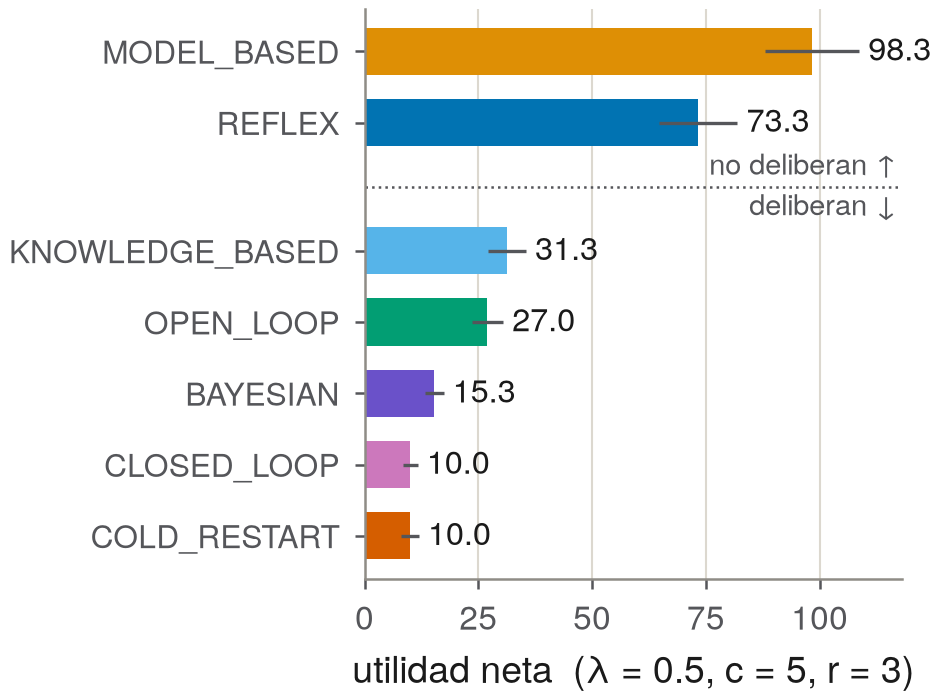 MODEL_BASED 98.3
REFLEX 73.3
no deliberan ↑
deliberan ↓
KNOWLEDGE_BASED 31.3
OPEN_LOOP 27.0
BAYESIAN 15.3
CLOSED_LOOP 10.0
COLD_RESTART 10.0
0 25 50 75 100
utilidad neta (λ = 0.5, c = 5, r = 3)